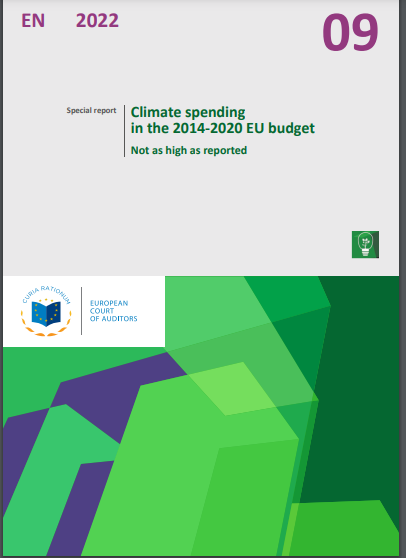 EN 2022
09
Special report
Climate spending
in the 2014-2020 EU budget
Not as high as reported
CURIA RATIONUM
EUROPEAN
COURT
OF AUDITORS